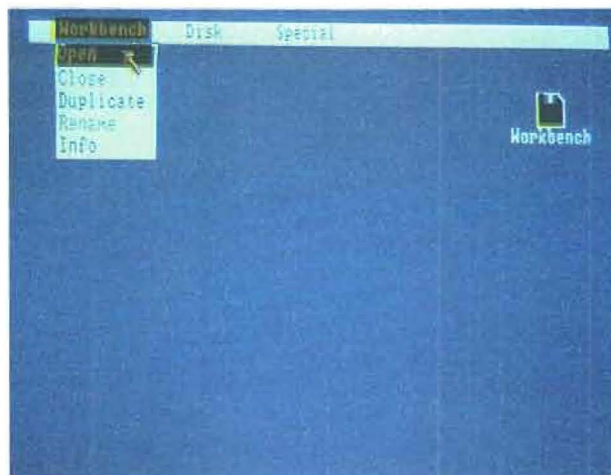 Workbench Disk Special
Open
Close
Duplicate
Rename
Info
Workbench